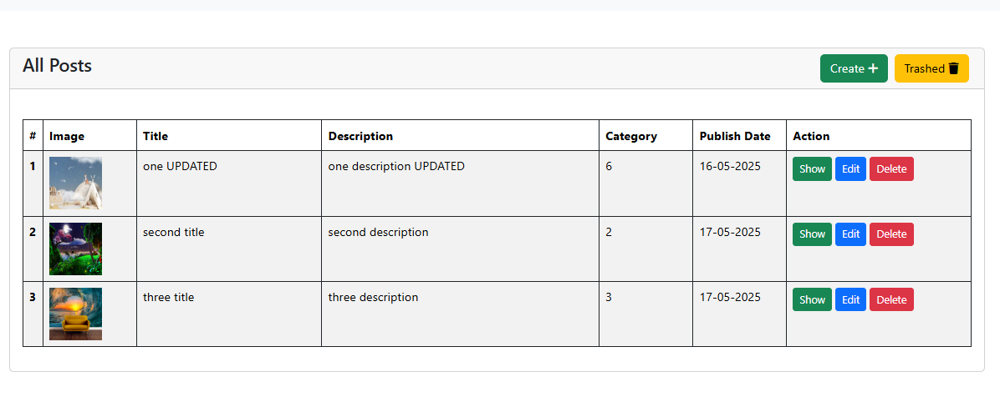 All Posts
Create
Trashed
# Image Title Description Category Publish Date Action
1 one UPDATED one description UPDATED 6 16-05-2025 Show Edit Delete
2 second title second description 2 17-05-2025 Show Edit Delete
3 three title three description 3 17-05-2025 Show Edit Delete